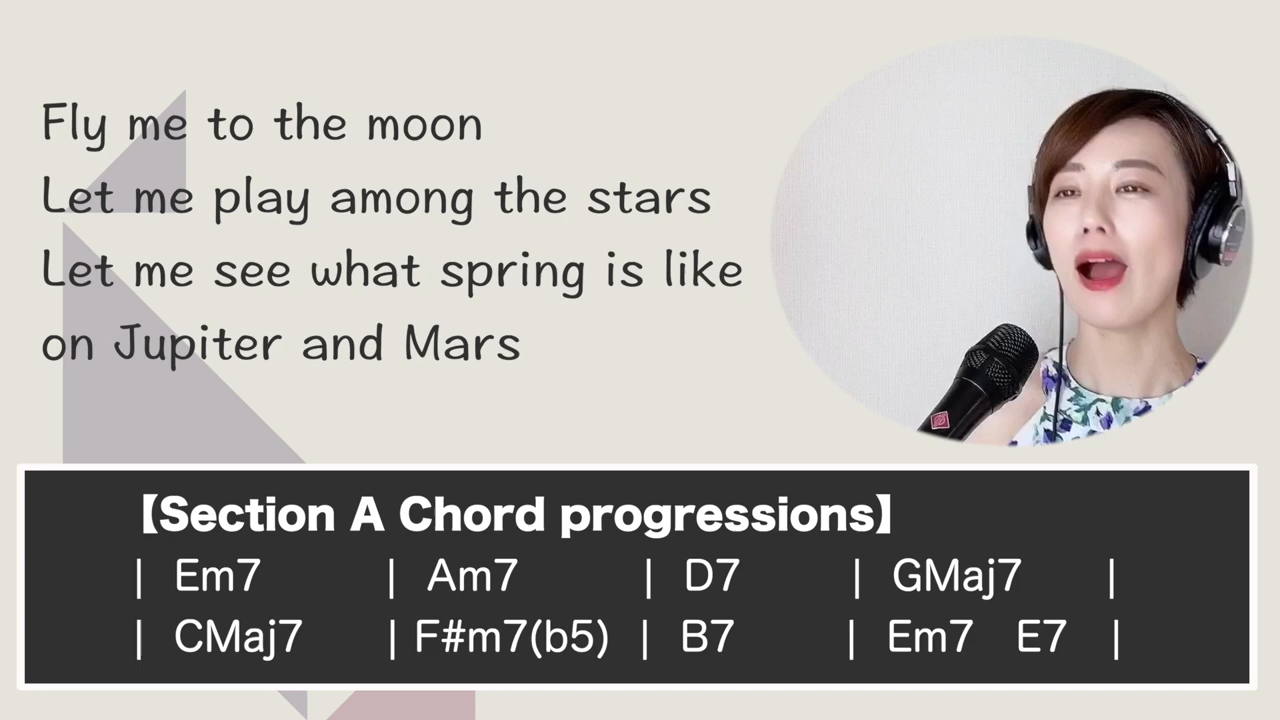 Fly me to the moon
Let me play among the stars
Let me see what spring is like
on Jupiter and Mars
【Section A Chord progressions】
| Em7 | Am7 | D7 | GMaj7 |
| CMaj7 | F#m7(b5) | B7 | Em7 E7 |